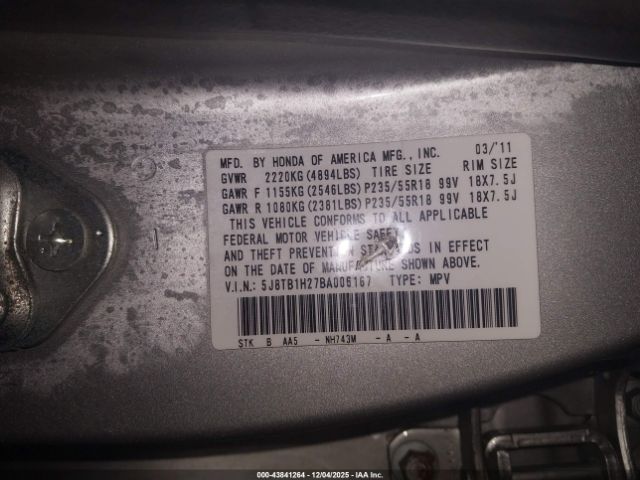 MFD. BY HONDA OF AMERICA MFG., INC. 03/'11
GVWR 2220KG(4894LBS) TIRE SIZE RIM SIZE
GAWR F 1155KG(2546LBS)P235/55R18 99V 18X7.5J
GAWR R 1080KG(2381LBS)P235/55R18 99V 18X7.5J
THIS VEHICLE CONFORMS TO ALL APPLICABLE
FEDERAL MOTOR VEHICLE SAFETY
AND THEFT PREVENTION STANDARDS IN EFFECT
ON THE DATE OF MANUFACTURE SHOWN ABOVE.
V.I.N.: 5J8TB1H27BA006167 TYPE: MPV
STK B AA5 - NH743M - A - A
000-43841264 - 12/04/2025 - IAA Inc.